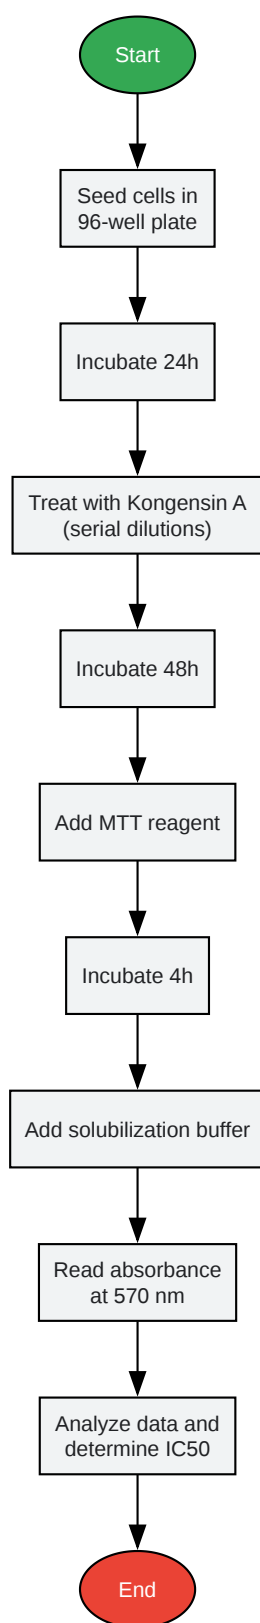 Start
Seed cells in
96-well plate
Incubate 24h
Treat with Kongensin A
(serial dilutions)
Incubate 48h
Add MTT reagent
Incubate 4h
Add solubilization buffer
Read absorbance
at 570 nm
Analyze data and
determine IC50
End